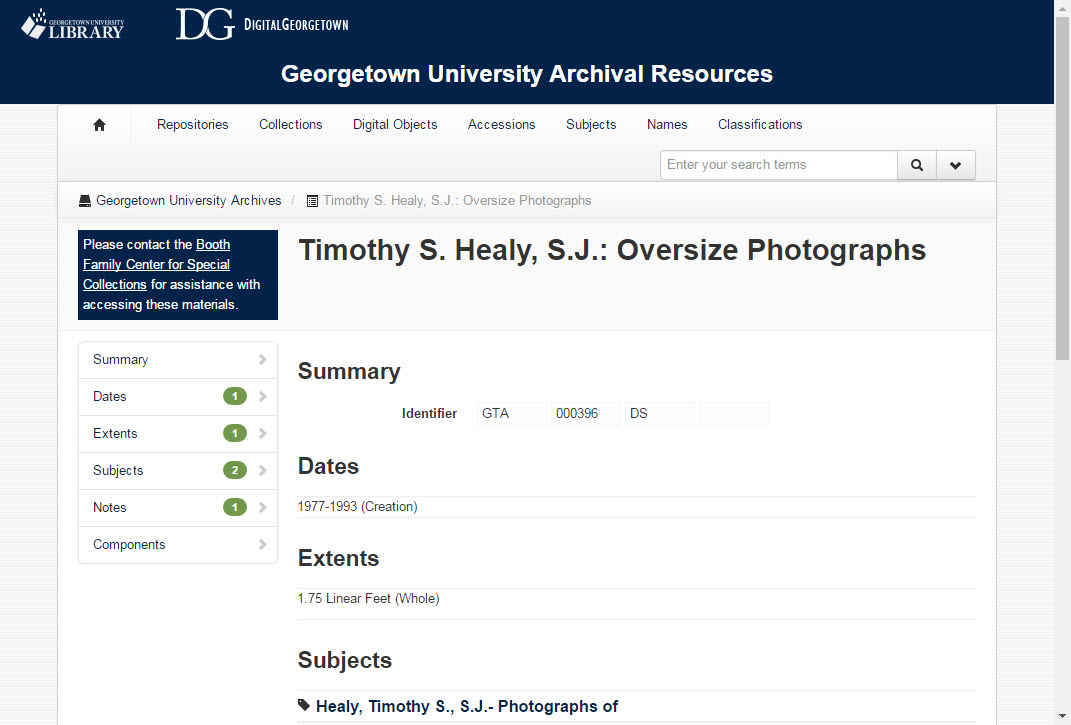 GEORGETOWN UNIVERSITY
LIBRARY
DG DIGITALGEORGETOWN
Georgetown University Archival Resources
Repositories Collections Digital Objects Accessions Subjects Names Classifications
Enter your search terms
Georgetown University Archives / Timothy S. Healy, S.J.: Oversize Photographs
Please contact the Booth
Family Center for Special
Collections for assistance with
accessing these materials.
Timothy S. Healy, S.J.: Oversize Photographs
Summary
Dates 1
Extents 1
Subjects 2
Notes 1
Components
Summary
Identifier GTA 000396 DS
Dates
1977-1993 (Creation)
Extents
1.75 Linear Feet (Whole)
Subjects
Healy, Timothy S., S.J.- Photographs of